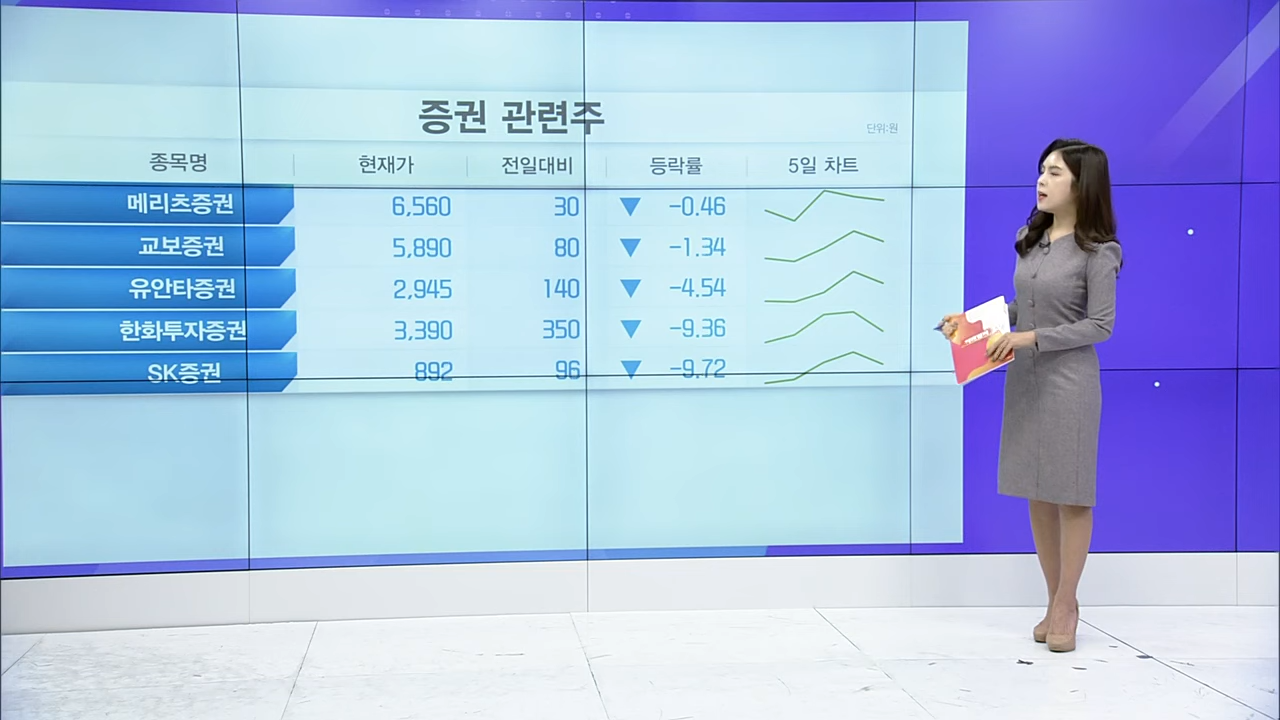 증권 관련주
단위:원
종목명 현재가 전일대비 등락률 5일 차트
메리츠증권 6,560 30 ▼ -0.46
교보증권 5,890 80 ▼ -1.34
유안타증권 2,945 140 ▼ -4.54
한화투자증권 3,390 350 ▼ -9.36
SK증권 892 96 ▼ -9.72